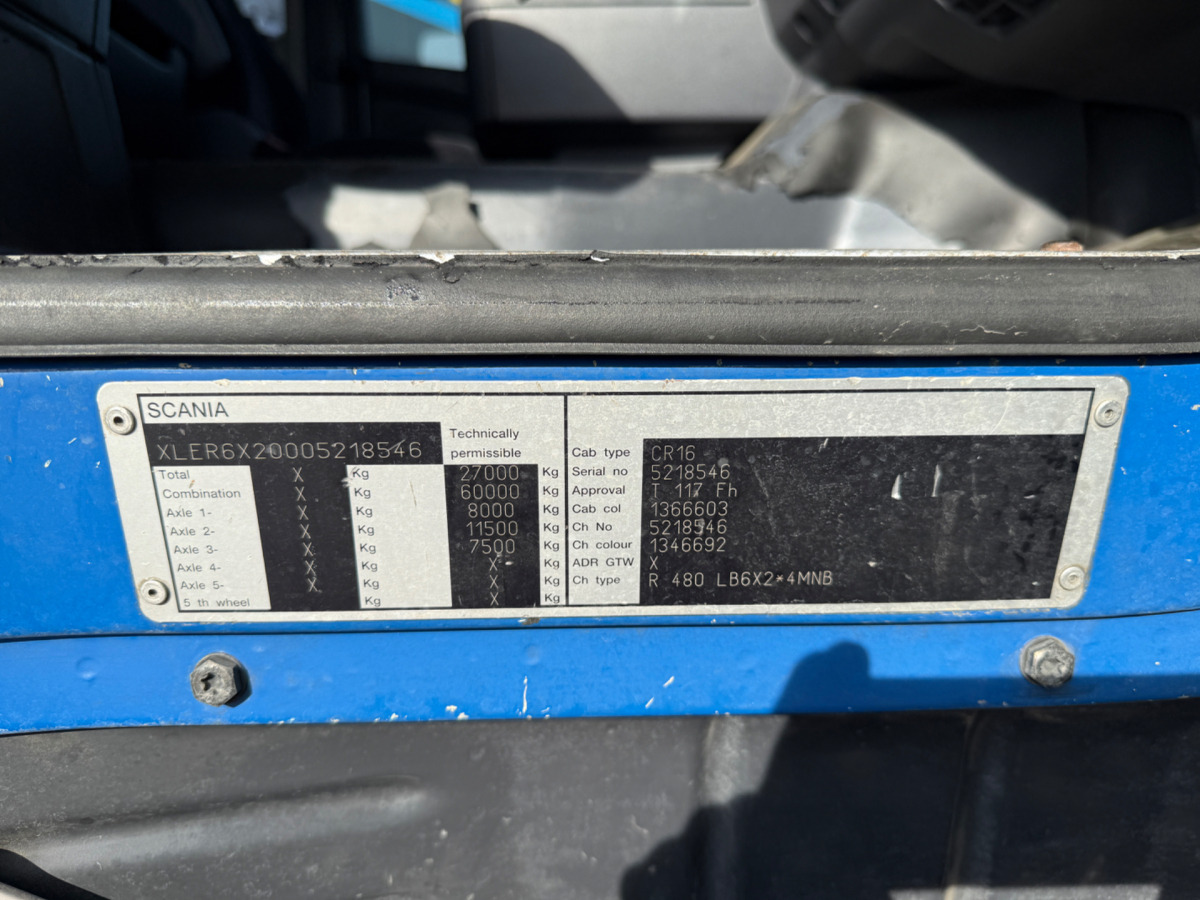 SCANIA
XLER6X20005218546
Technically
permissible
Total X Kg 27000 Kg
Combination X Kg 60000 Kg
Axle 1- X Kg 8000 Kg
Axle 2- X Kg 11500 Kg
Axle 3- X Kg 7500 Kg
Axle 4- X Kg X Kg
Axle 5- X Kg X Kg
5 th wheel Kg X Kg
Cab type CR16
Serial no 5218546
Approval T 117 Fh
Cab col 1366603
Ch No 5218546
Ch colour 1346692
ADR GTW X
Ch type R 480 LB6X2*4MNB